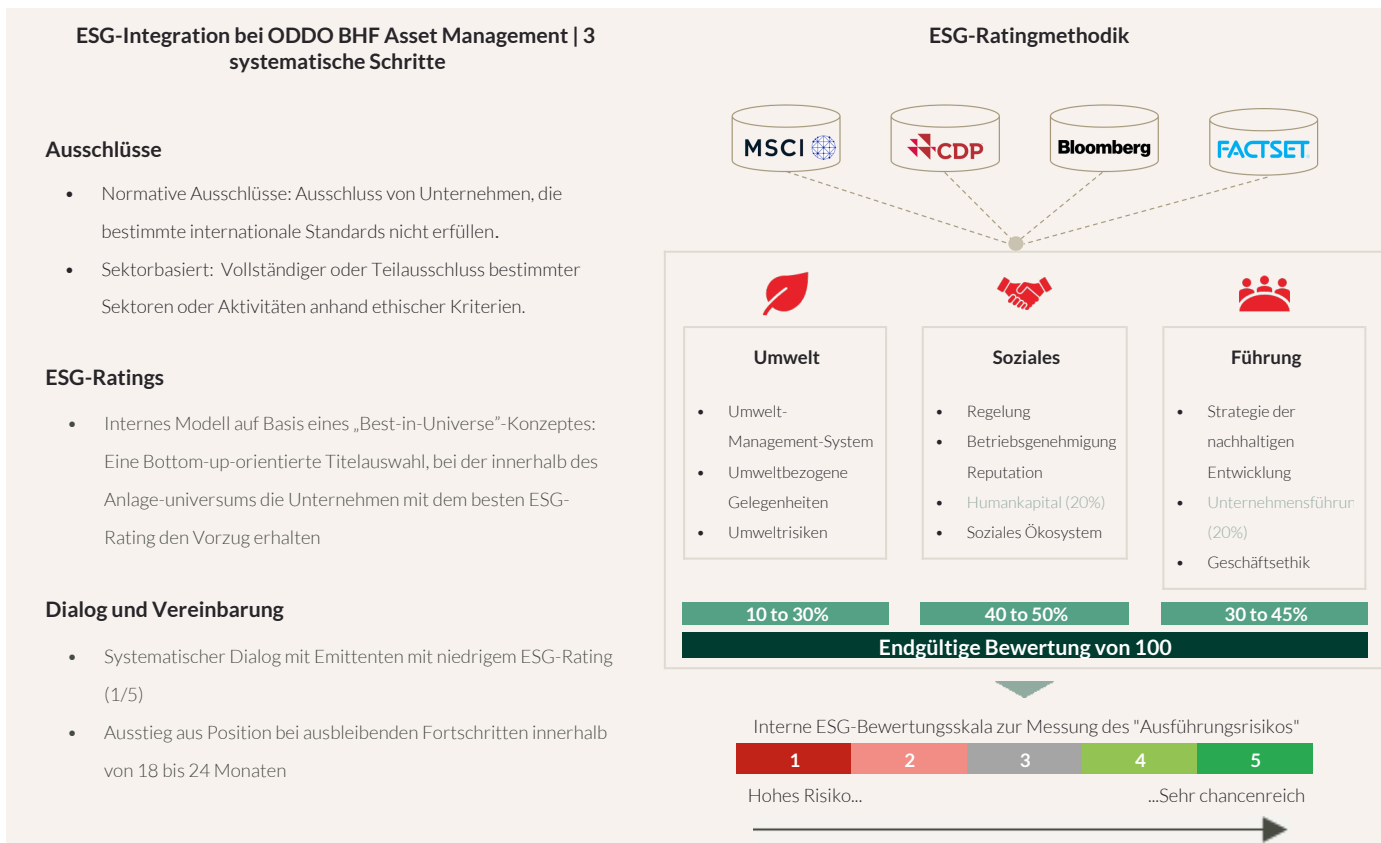 ESG-Integration bei ODDO BHF Asset Management | 3
systematische Schritte
Ausschlüsse
• Normative Ausschlüsse: Ausschluss von Unternehmen, die
bestimmte internationale Standards nicht erfüllen.
• Sektorbasiert: Vollständiger oder Teilausschluss bestimmter
Sektoren oder Aktivitäten anhand ethischer Kriterien.
ESG-Ratings
• Internes Modell auf Basis eines „Best-in-Universe”-Konzeptes:
Eine Bottom-up-orientierte Titelauswahl, bei der innerhalb des
Anlage-universums die Unternehmen mit dem besten ESG-
Rating den Vorzug erhalten
Dialog und Vereinbarung
• Systematischer Dialog mit Emittenten mit niedrigem ESG-Rating
(1/5)
• Ausstieg aus Position bei ausbleibenden Fortschritten innerhalb
von 18 bis 24 Monaten
ESG-Ratingmethodik
MSCI
CDP
Bloomberg
FACTSET
Umwelt
• Umwelt-
Management-System
• Umweltbezogene
Gelegenheiten
• Umweltrisiken
10 to 30%
Soziales
• Regelung
• Betriebsgenehmigung
Reputation
• Humankapital (20%)
• Soziales Ökosystem
40 to 50%
Führung
• Strategie der
nachhaltigen
Entwicklung
• Unternehmensführun
(20%)
• Geschäftsethik
30 to 45%
Endgültige Bewertung von 100
Interne ESG-Bewertungsskala zur Messung des "Ausführungsrisikos"
1 2 3 4 5
Hohes Risiko... ...Sehr chancenreich